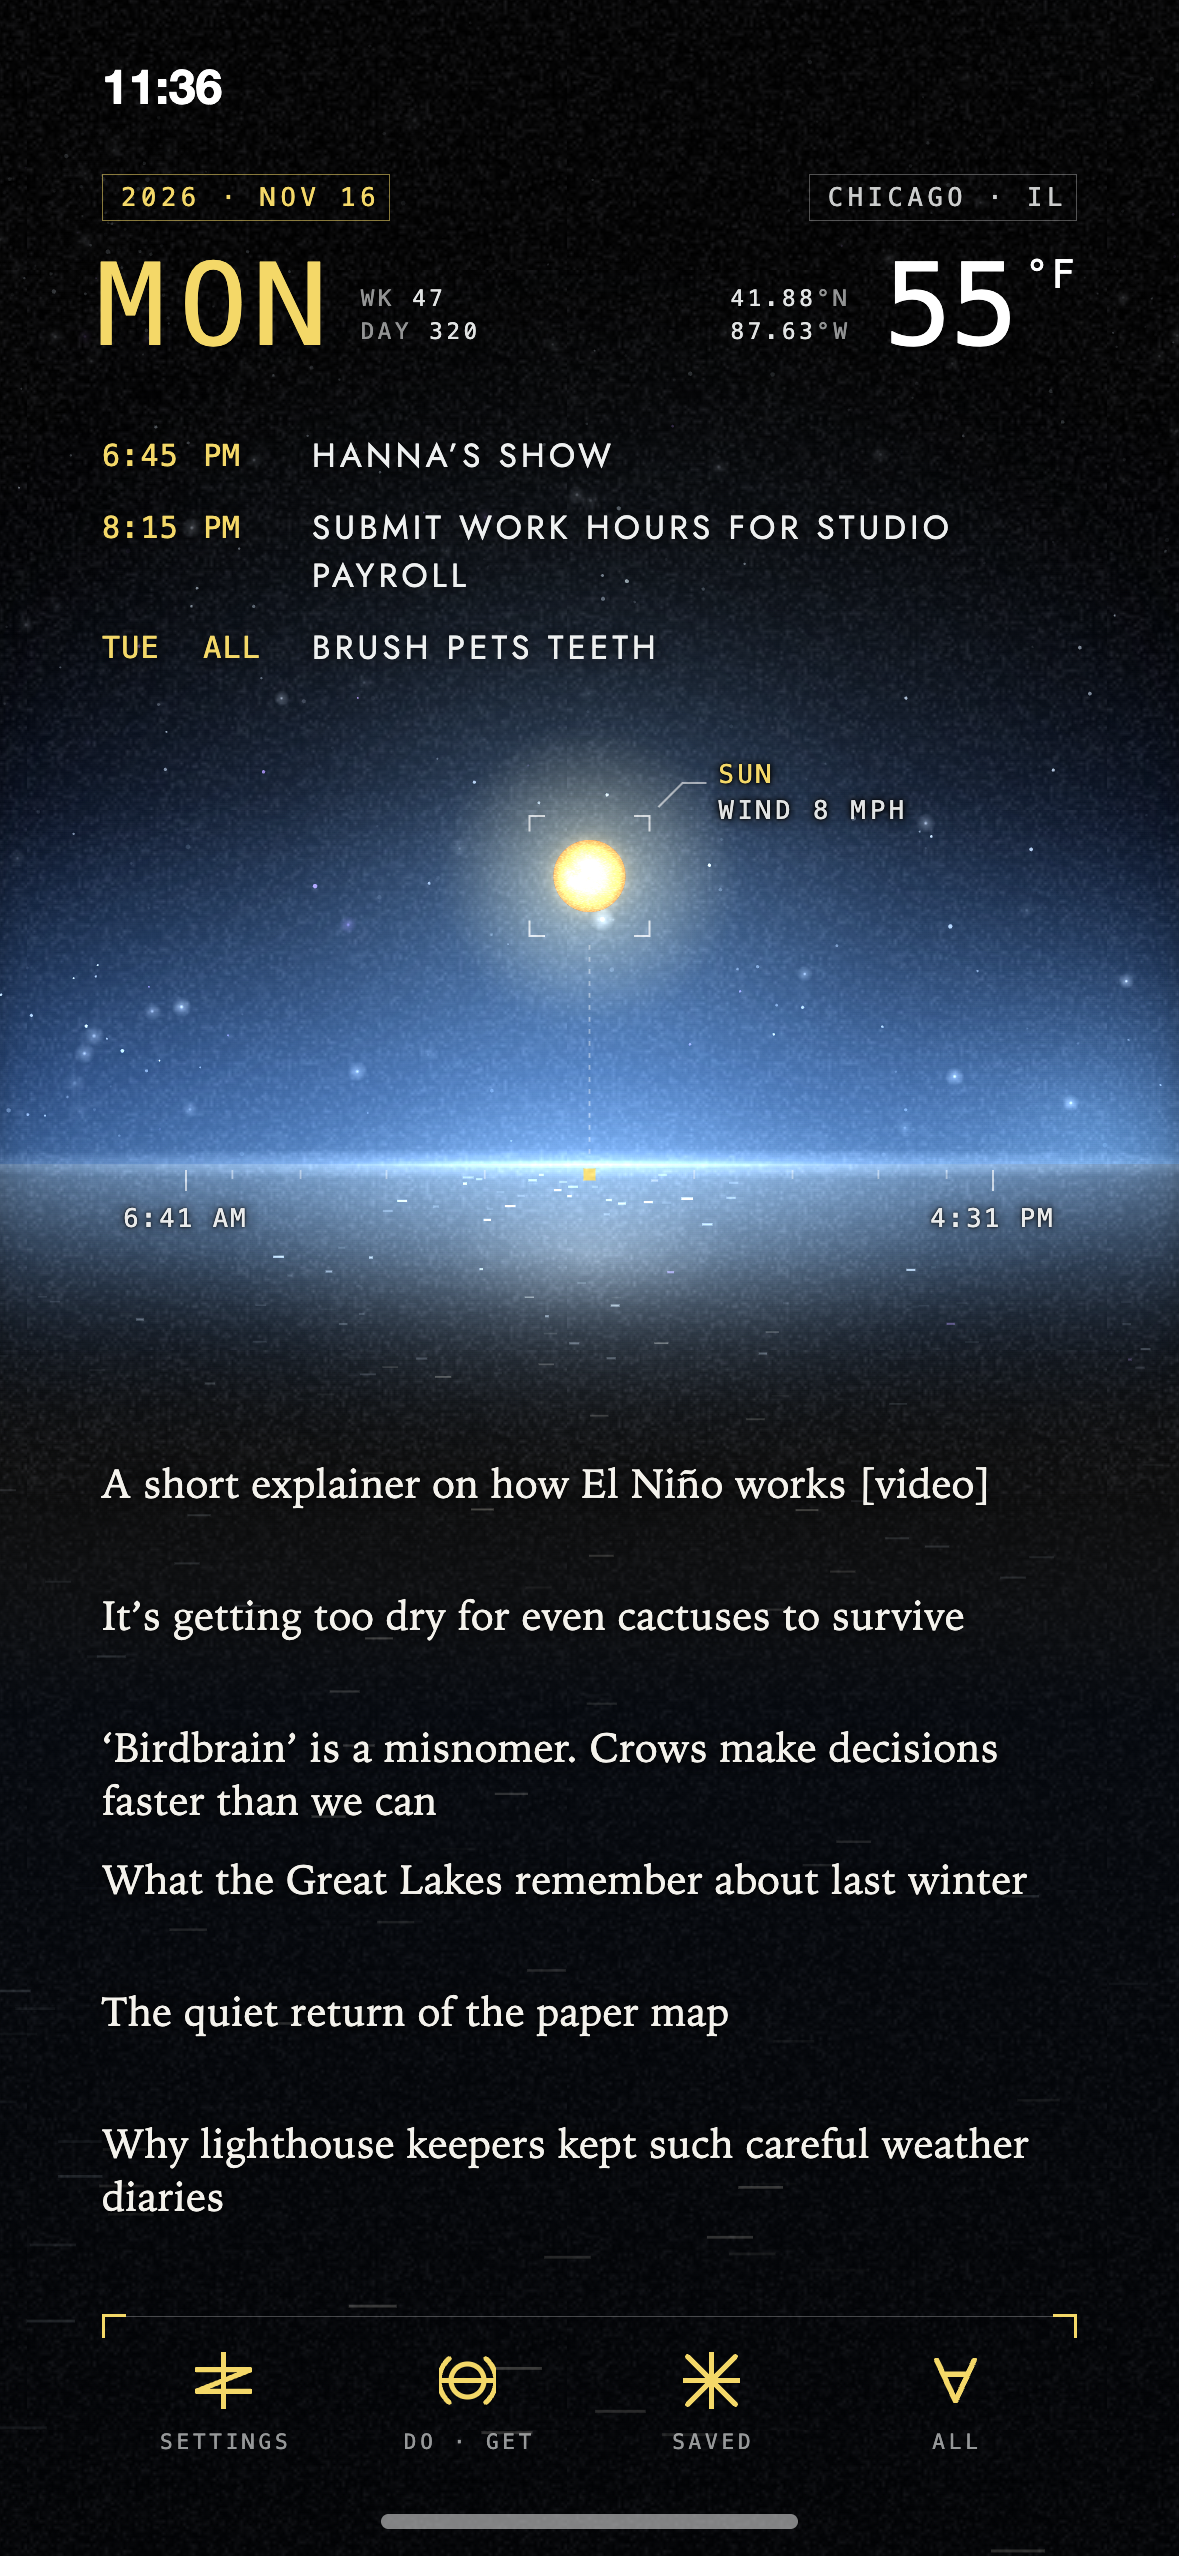 11:36
2026 · NOV 16
CHICAGO · IL
MON
WK 47
DAY 320
41.88°N
87.63°W
55°F
6:45 PM HANNA’S SHOW
8:15 PM SUBMIT WORK HOURS FOR STUDIO
PAYROLL
TUE ALL BRUSH PETS TEETH
SUN
WIND 8 MPH
6:41 AM
4:31 PM
A short explainer on how El Niño works [video]
It’s getting too dry for even cactuses to survive
‘Birdbrain’ is a misnomer. Crows make decisions
faster than we can
What the Great Lakes remember about last winter
The quiet return of the paper map
Why lighthouse keepers kept such careful weather
diaries
SETTINGS
DO · GET
SAVED
ALL